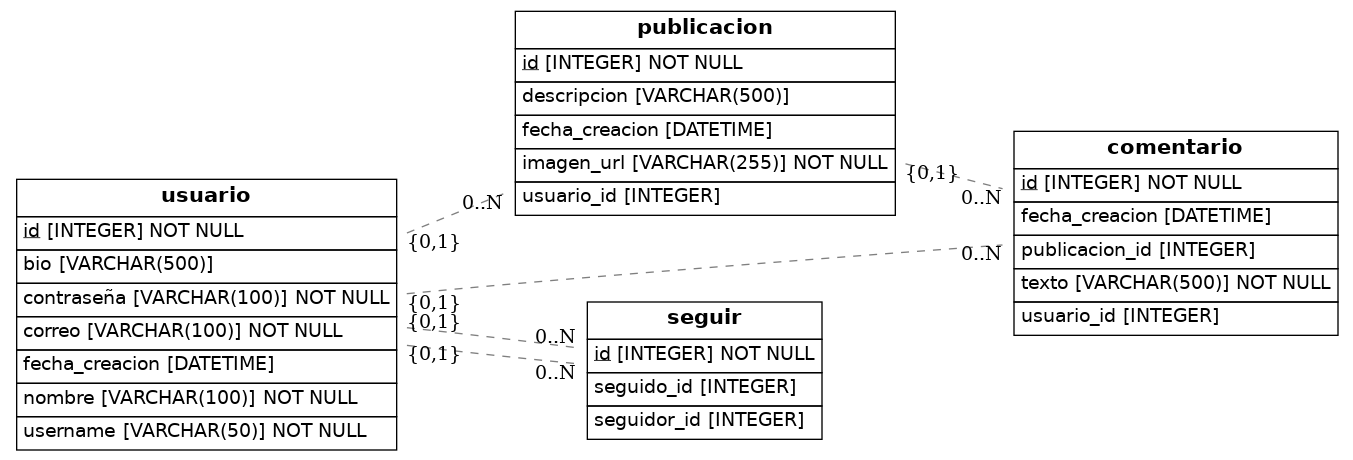 publicacion
id [INTEGER] NOT NULL
descripcion [VARCHAR(500)]
fecha_creacion [DATETIME]
imagen_url [VARCHAR(255)] NOT NULL
usuario_id [INTEGER]
comentario
id [INTEGER] NOT NULL
fecha_creacion [DATETIME]
publicacion_id [INTEGER]
texto [VARCHAR(500)] NOT NULL
usuario_id [INTEGER]
usuario
id [INTEGER] NOT NULL
bio [VARCHAR(500)]
contraseña [VARCHAR(100)] NOT NULL
correo [VARCHAR(100)] NOT NULL
fecha_creacion [DATETIME]
nombre [VARCHAR(100)] NOT NULL
username [VARCHAR(50)] NOT NULL
seguir
id [INTEGER] NOT NULL
seguido_id [INTEGER]
seguidor_id [INTEGER]
0..N
{0,1}
{0,1}
0..N
0..N
{0,1}
{0,1}
0..N
{0,1}
0..N